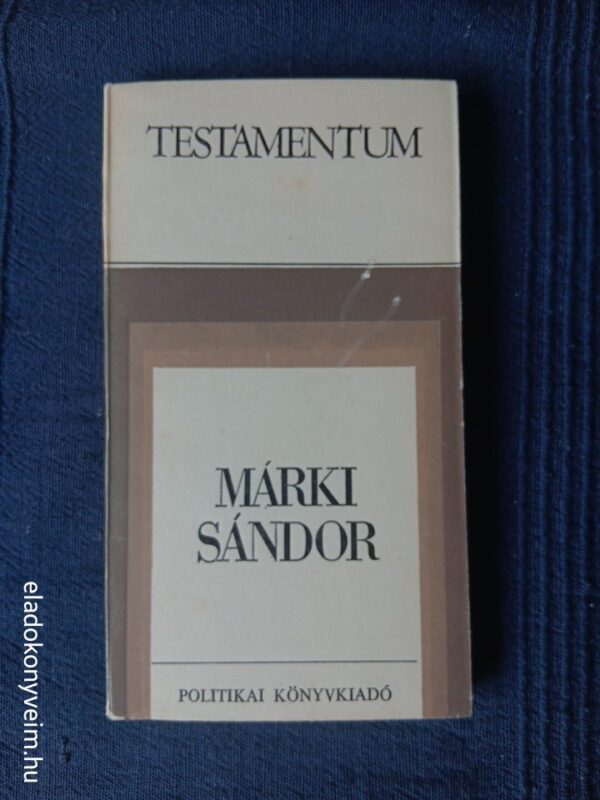 TESTAMENTUM
MÁRKI
SÁNDOR
POLITIKAI KÖNYVKIADÓ
eladokonyveim.hu